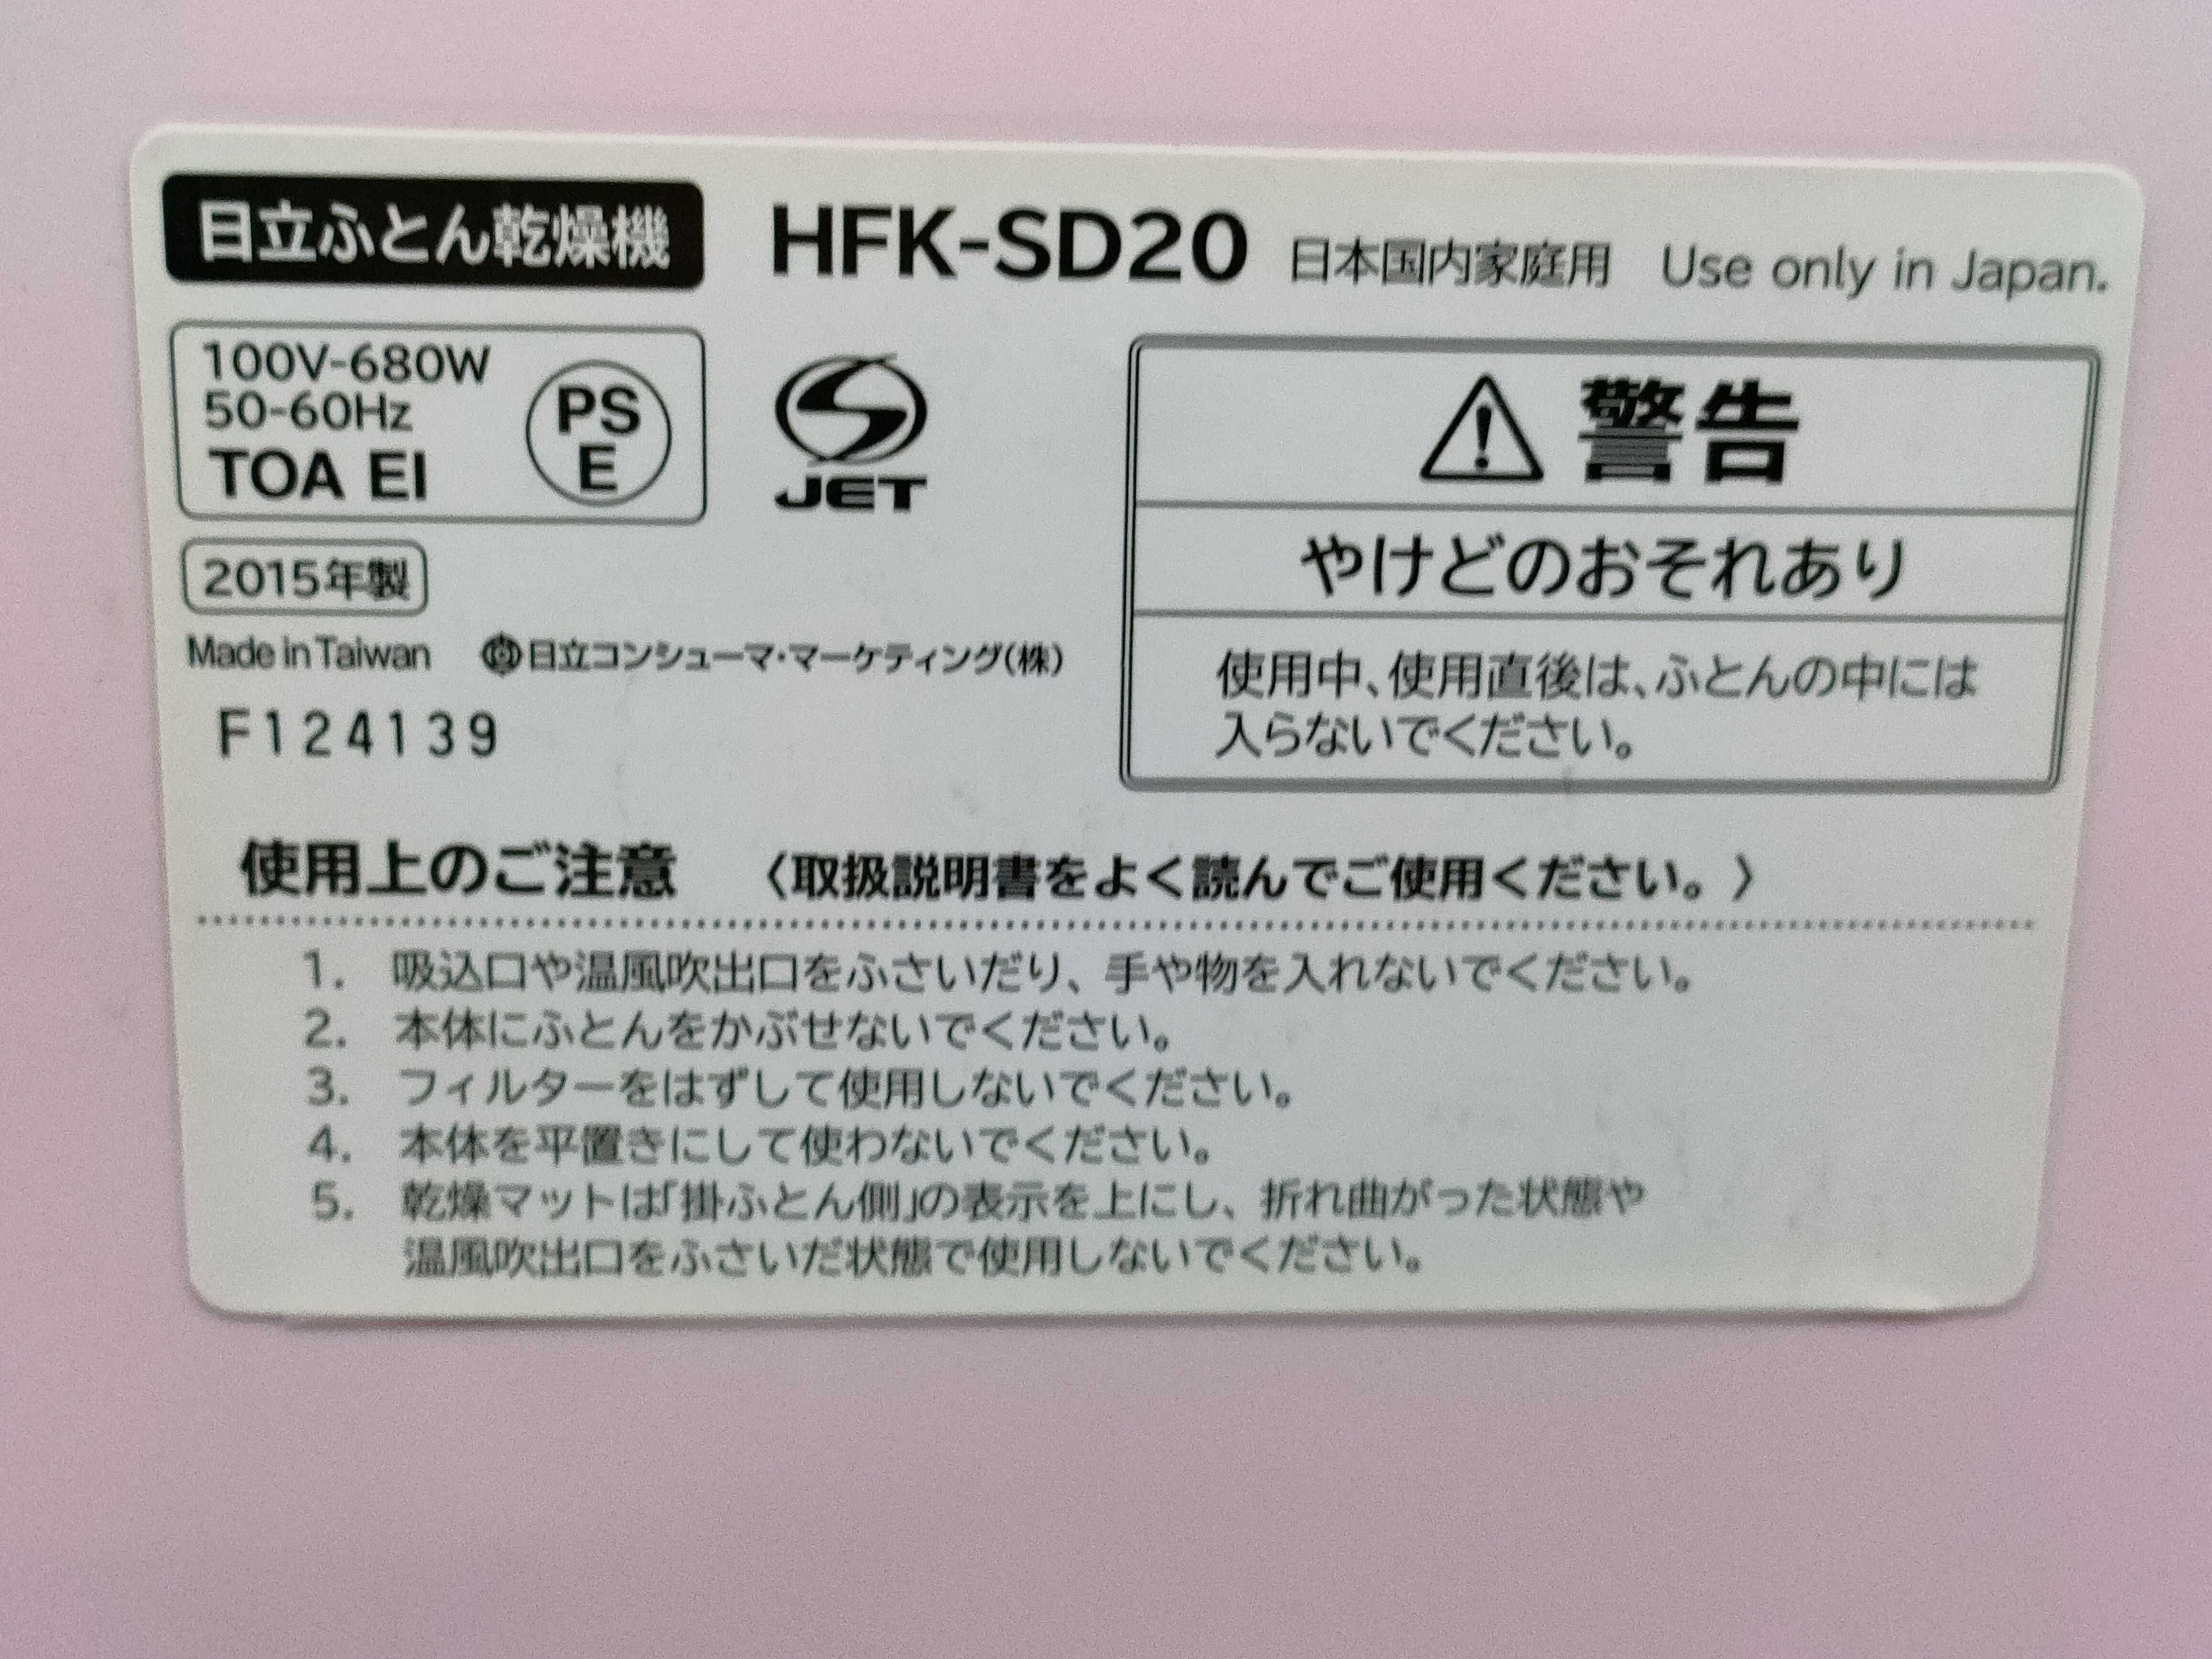 日立ふとん乾燥機 HFK-SD20 日本国内家庭用 Use only in Japan.
100V-680W
50-60Hz
TOA EI
PS
E
JET
2015年製
Made in Taiwan 日立コンシューマ・マーケティング(株)
F124139
⚠警告
やけどのおそれあり
使用中、使用直後は、ふとんの中には
入らないでください。
使用上のご注意 〈取扱説明書をよく読んでご使用ください。〉
1. 吸込口や温風吹出口をふさいだり、手や物を入れないでください。
2. 本体にふとんをかぶせないでください。
3. フィルターをはずして使用しないでください。
4. 本体を平置きにして使わないでください。
5. 乾燥マットは「掛ふとん側」の表示を上にし、折れ曲がった状態や
温風吹出口をふさいだ状態で使用しないでください。